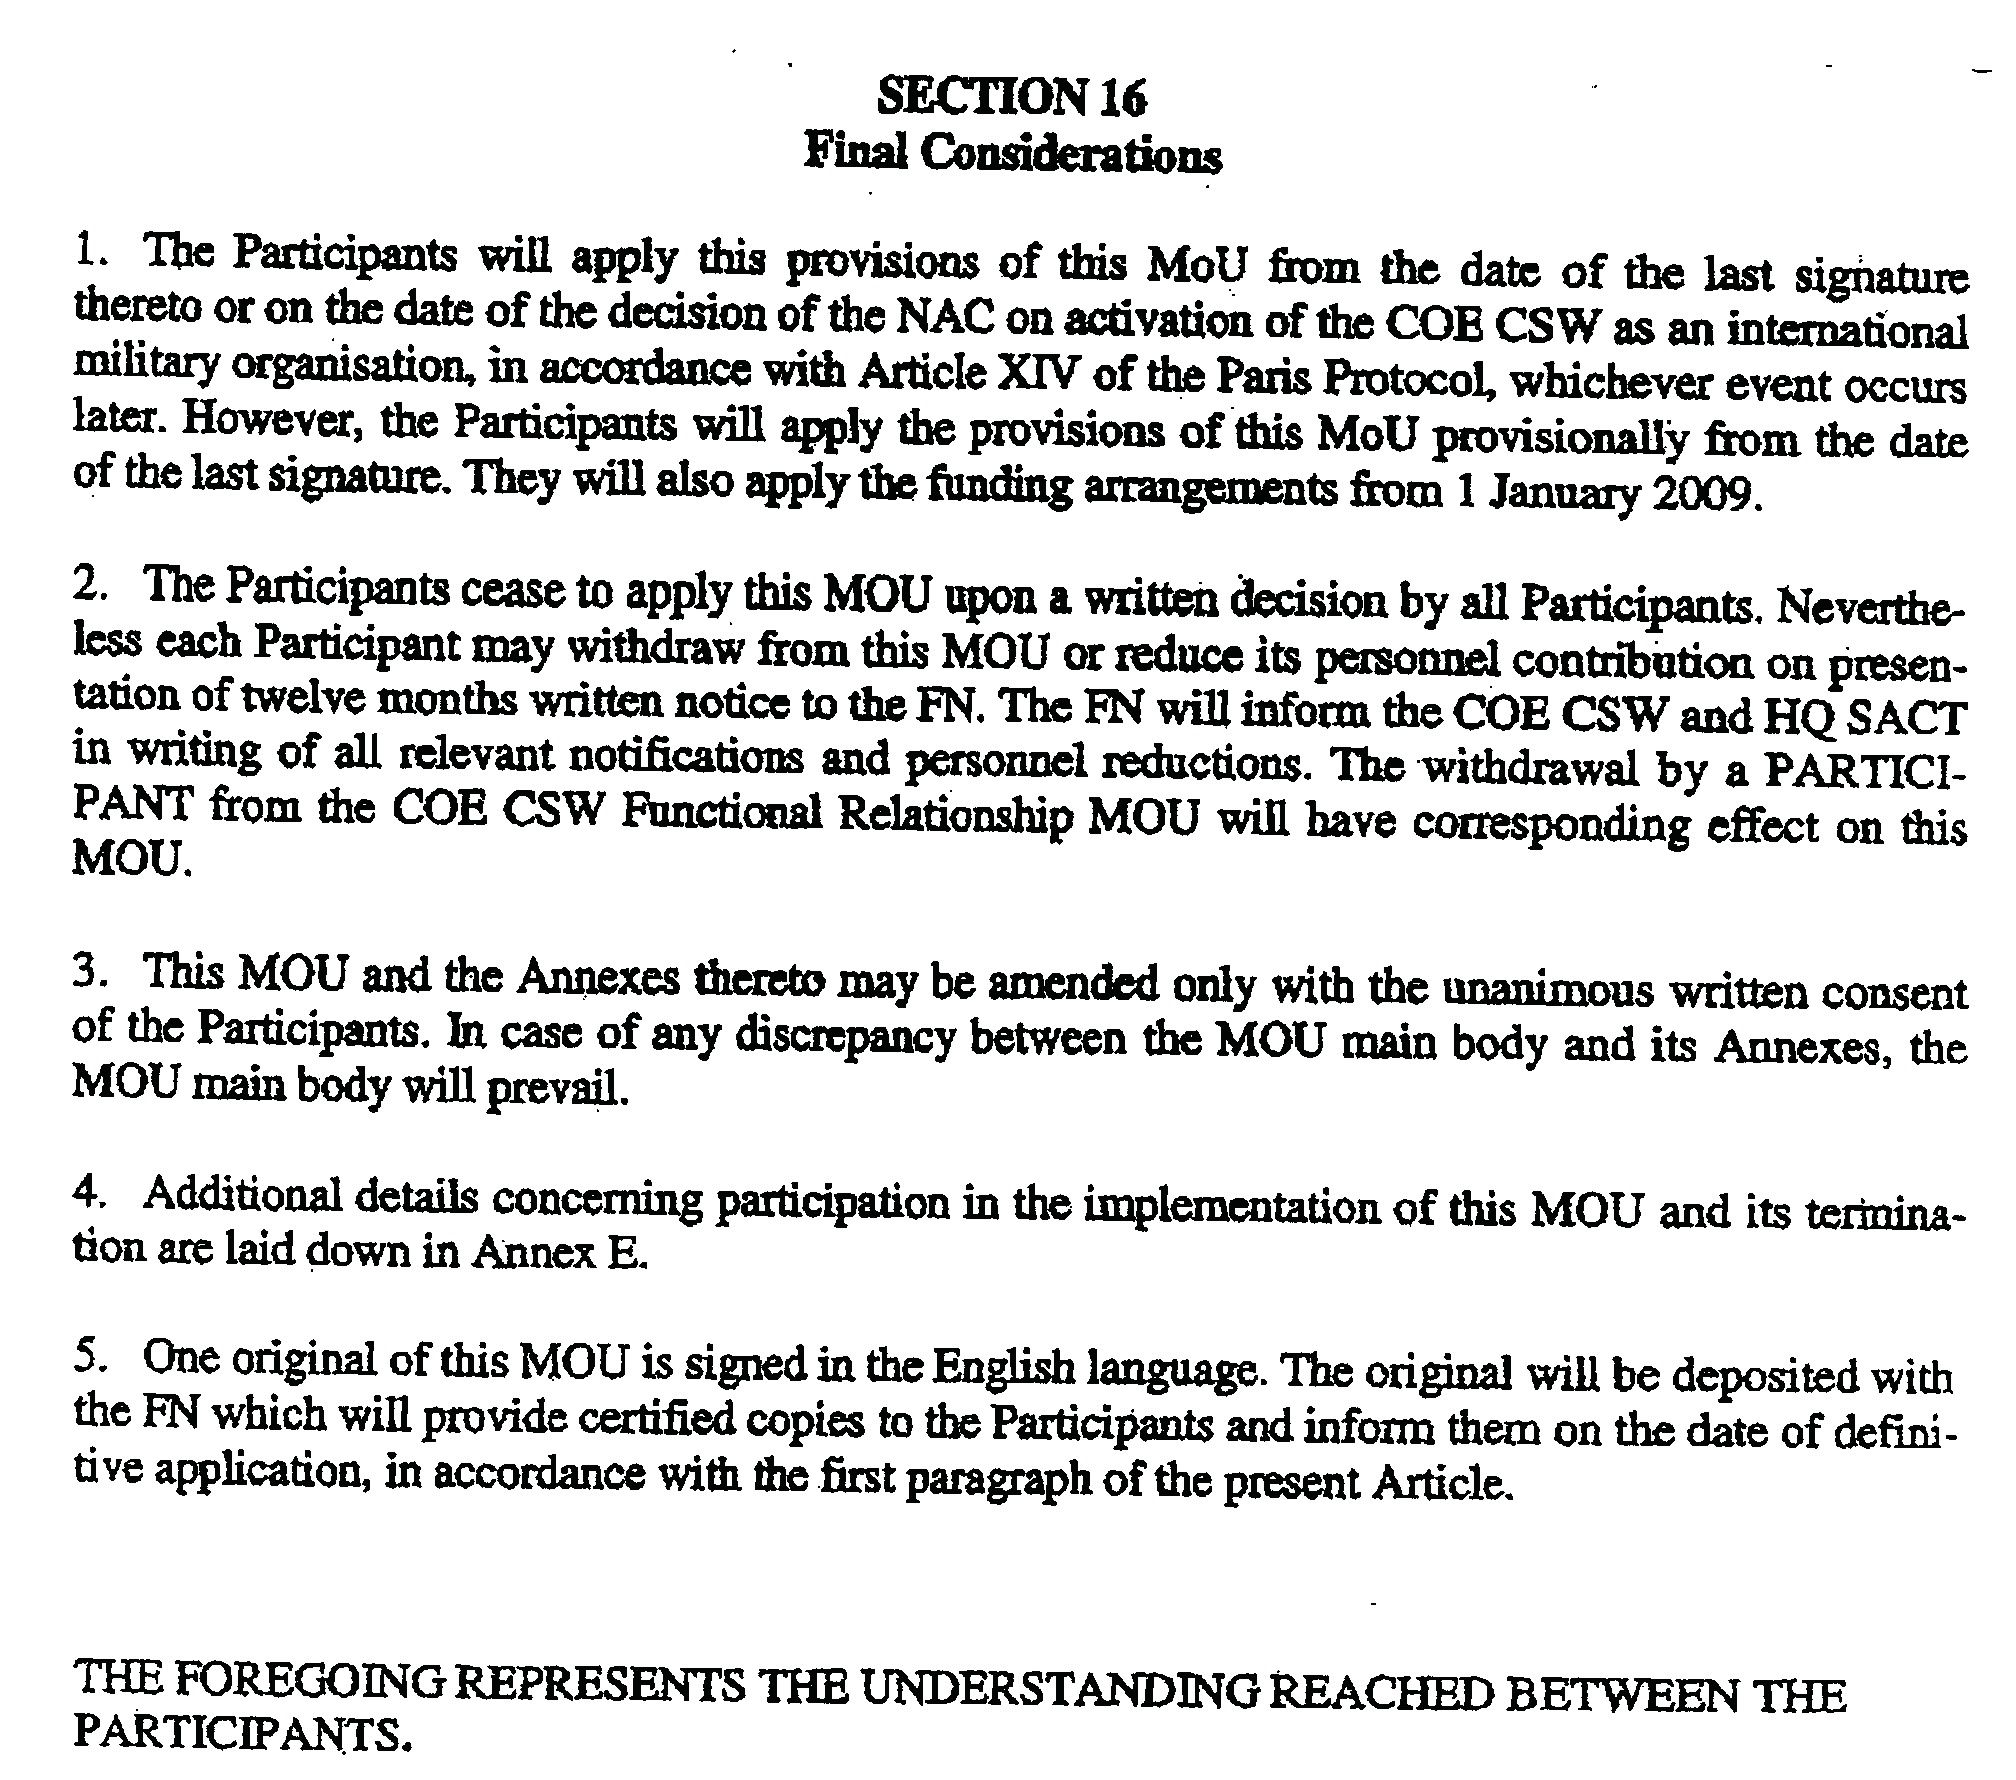 SECTION 16
Final Considerations
1. The Participants will apply this provisions of this MoU from the date of the last signature
thereto or on the date of the decision of the NAC on activation of the COE CSW as an international
military organisation, in accordance with Article XIV of the Paris Protocol, whichever event occurs
later. However, the Participants will apply the provisions of this MoU provisionally from the date
of the last signature. They will also apply the funding arrangements from 1 January 2009.
2. The Participants cease to apply this MOU upon a written decision by all Participants. Neverthe-
less each Participant may withdraw from this MOU or reduce its personnel contribution on presen-
tation of twelve months written notice to the FN. The FN will inform the COE CSW and HQ SACT
in writing of all relevant notifications and personnel reductions. The withdrawal by a PARTICI-
PANT from the COE CSW Functional Relationship MOU will have corresponding effect on this
MOU.
3. This MOU and the Annexes thereto may be amended only with the unanimous written consent
of the Participants. In case of any discrepancy between the MOU main body and its Annexes, the
MOU main body will prevail.
4. Additional details concerning participation in the implementation of this MOU and its termina-
tion are laid down in Annex E.
5. One original of this MOU is signed in the English language. The original will be deposited with
the FN which will provide certified copies to the Participants and inform them on the date of defini-
tive application, in accordance with the first paragraph of the present Article.
THE FOREGOING REPRESENTS THE UNDERSTANDING REACHED BETWEEN THE
PARTICIPANTS.